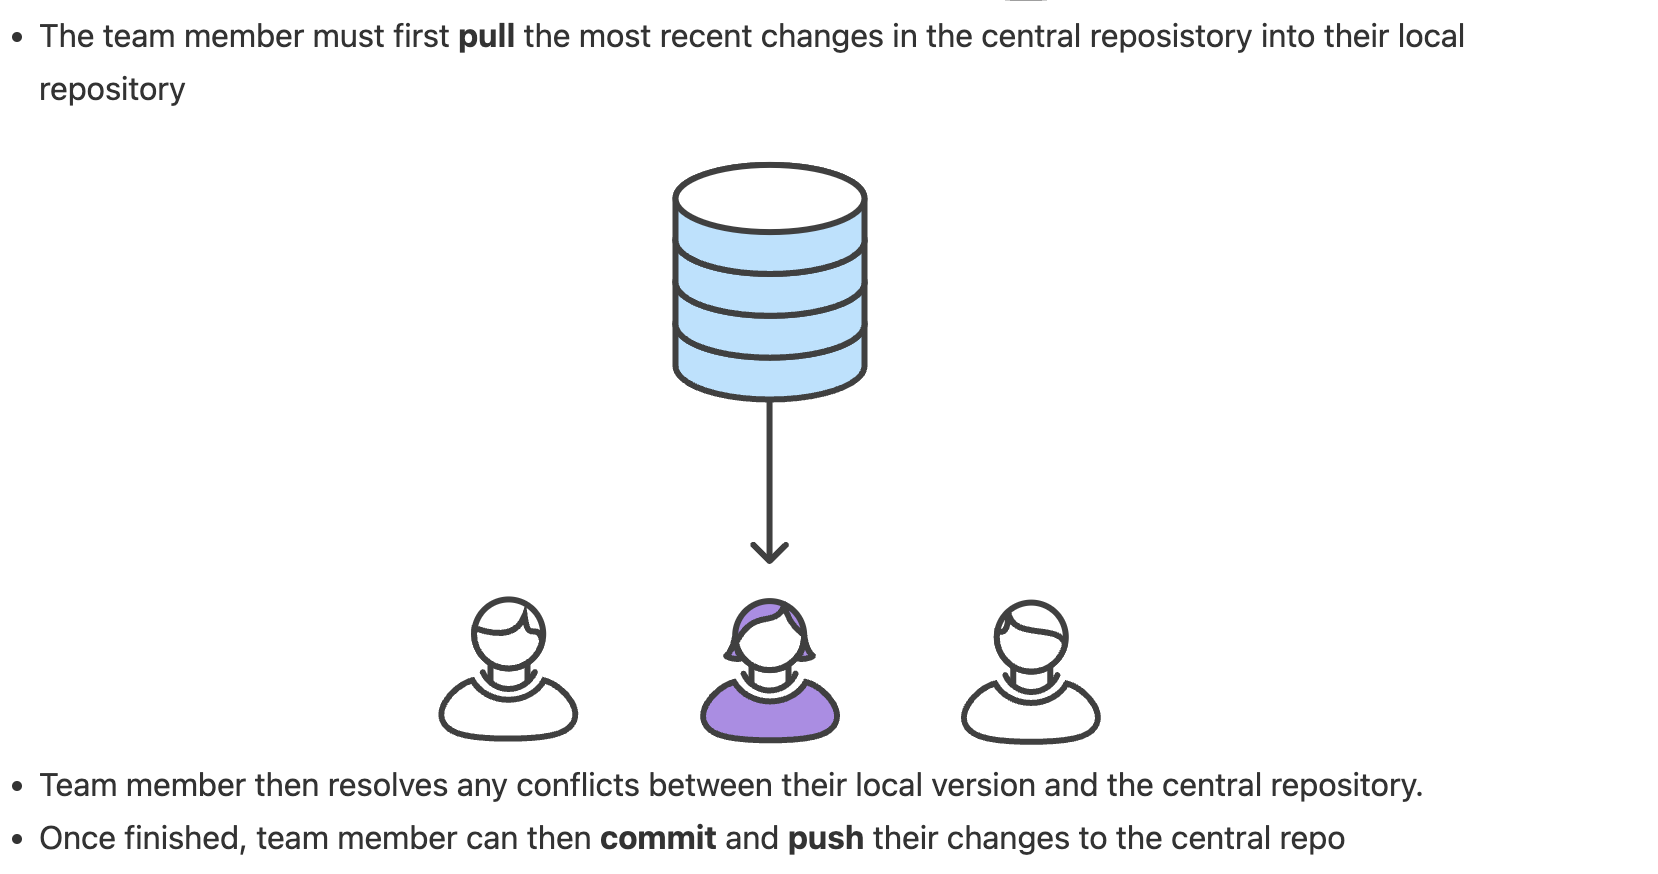 • The team member must first pull the most recent changes in the central reposistory into their local
repository
• Team member then resolves any conflicts between their local version and the central repository.
• Once finished, team member can then commit and push their changes to the central repo